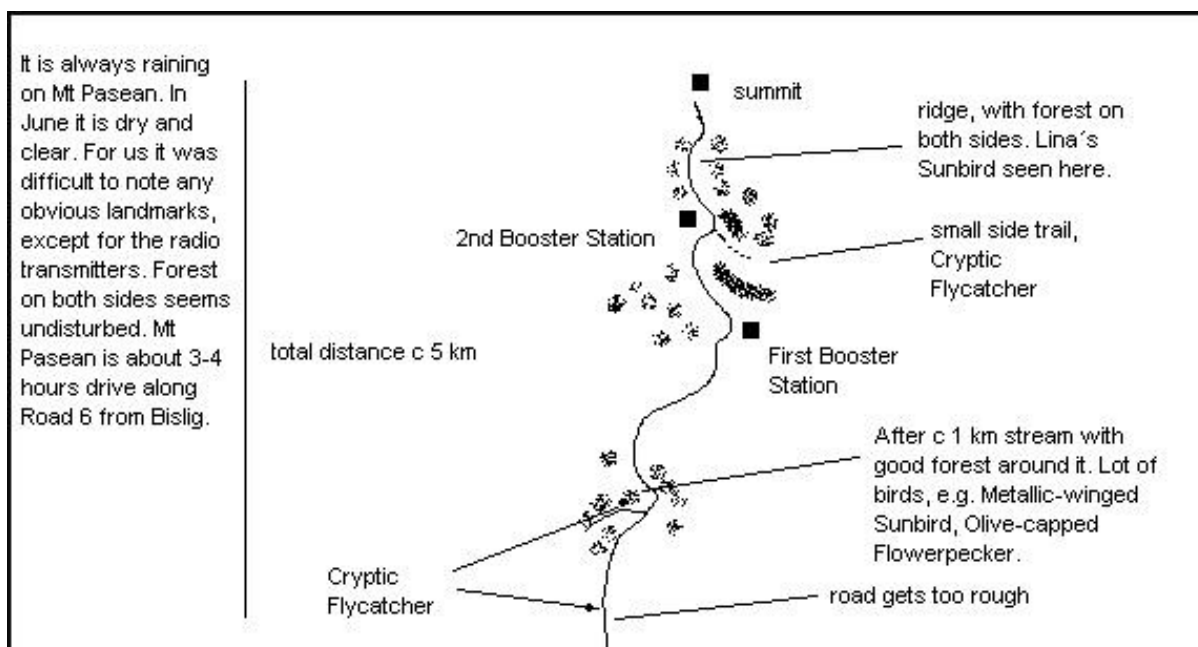 It is always raining
on Mt Pasean. In
June it is dry and
clear. For us it was
difficult to note any
obvious landmarks,
except for the radio
transmitters. Forest
on both sides seems
undisturbed. Mt
Pasean is about 3-4
hours drive along
Road 6 from Bislig.
total distance c 5 km
summit
ridge, with forest on
both sides. Lina´s
Sunbird seen here.
2nd Booster Station
small side trail,
Cryptic
Flycatcher
First Booster
Station
After c 1 km stream with
good forest around it. Lot of
birds, e.g. Metallic-winged
Sunbird, Olive-capped
Flowerpecker.
Cryptic
Flycatcher
road gets too rough